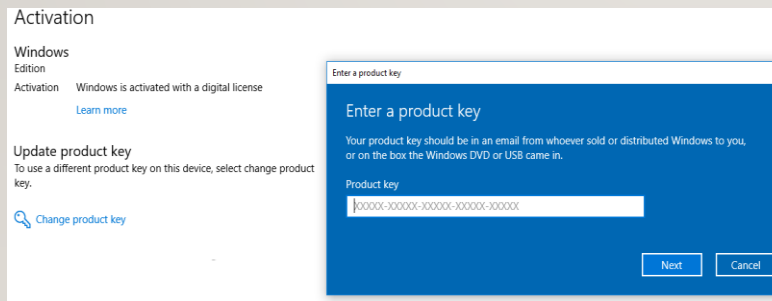 Activation
Windows
Edition
Activation Windows is activated with a digital license
Learn more
Update product key
To use a different product key on this device, select change product
key.
Change product key
Enter a product key
Enter a product key
Your product key should be in an email from whoever sold or distributed Windows to you,
or on the box the Windows DVD or USB came in.
Product key
XXXXX-XXXXX-XXXXX-XXXXX-XXXXX
Next Cancel